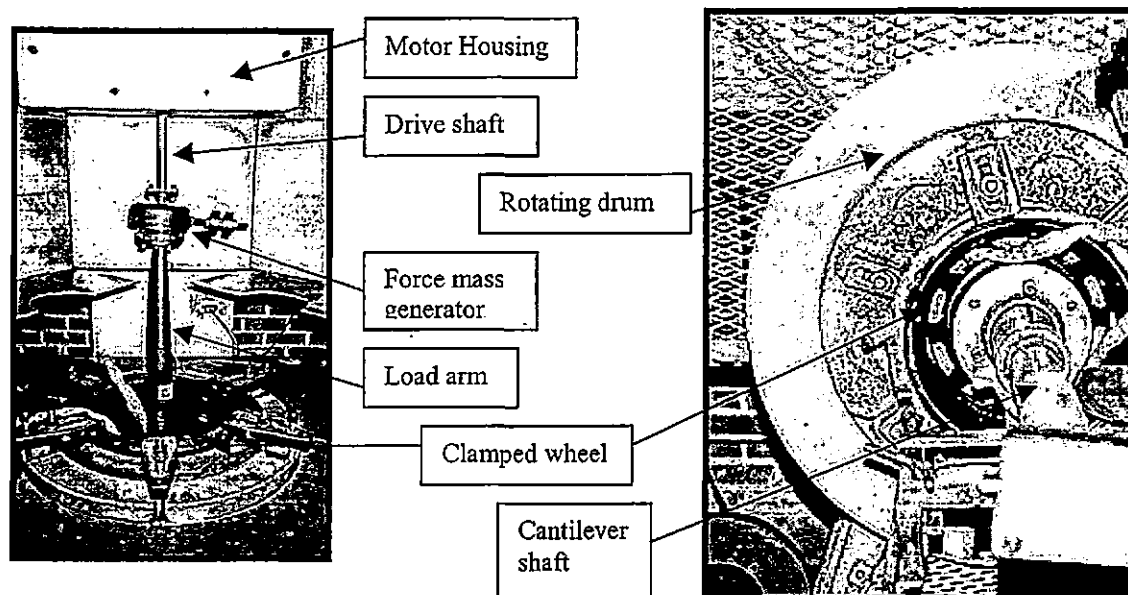 Motor Housing
Drive shaft
Rotating drum
Force mass
generator
Load arm
Clamped wheel
Cantilever
shaft